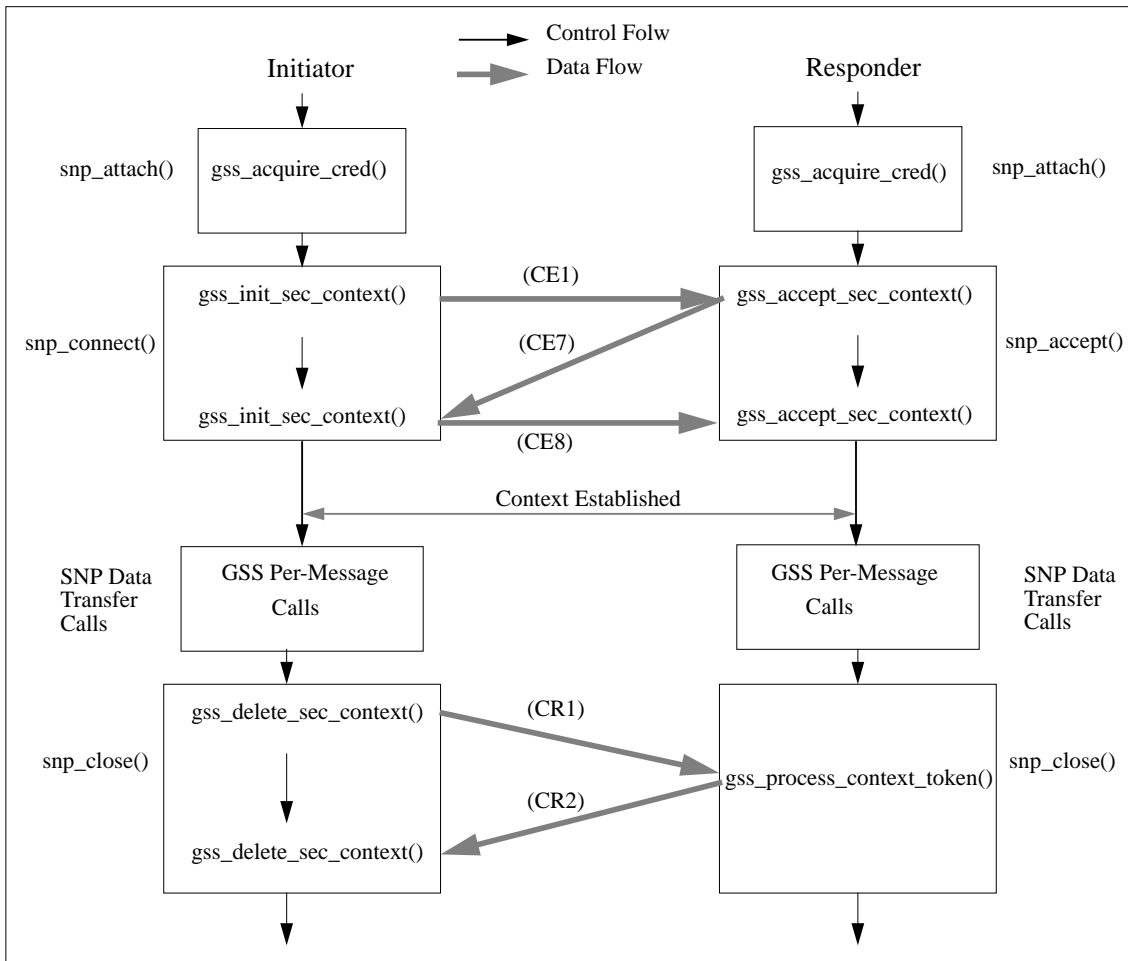 Control Folw
Data Flow
Initiator
Responder
snp_attach()
gss_acquire_cred()
gss_acquire_cred()
snp_attach()
gss_init_sec_context()
(CE1)
gss_accept_sec_context()
snp_connect()
(CE7)
snp_accept()
gss_init_sec_context()
(CE8)
gss_accept_sec_context()
Context Established
SNP Data
Transfer
Calls
GSS Per-Message
Calls
GSS Per-Message
Calls
SNP Data
Transfer
Calls
gss_delete_sec_context()
(CR1)
snp_close()
gss_process_context_token()
snp_close()
(CR2)
gss_delete_sec_context()